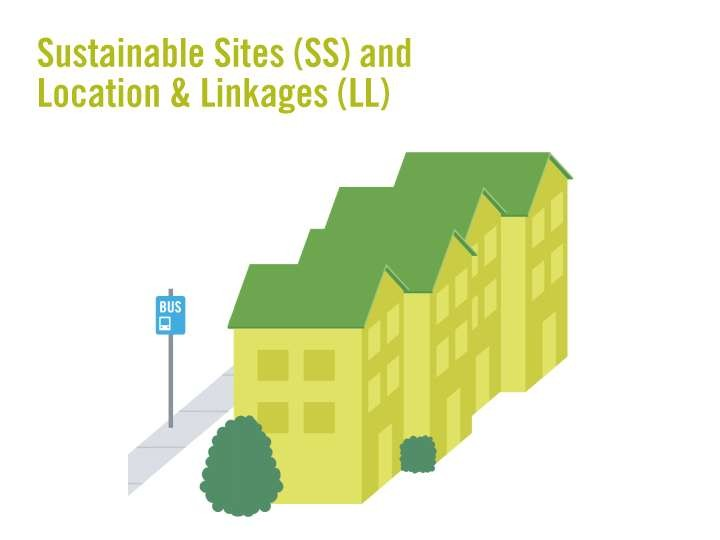 Sustainable Sites (SS) and
Location & Linkages (LL)
BUS